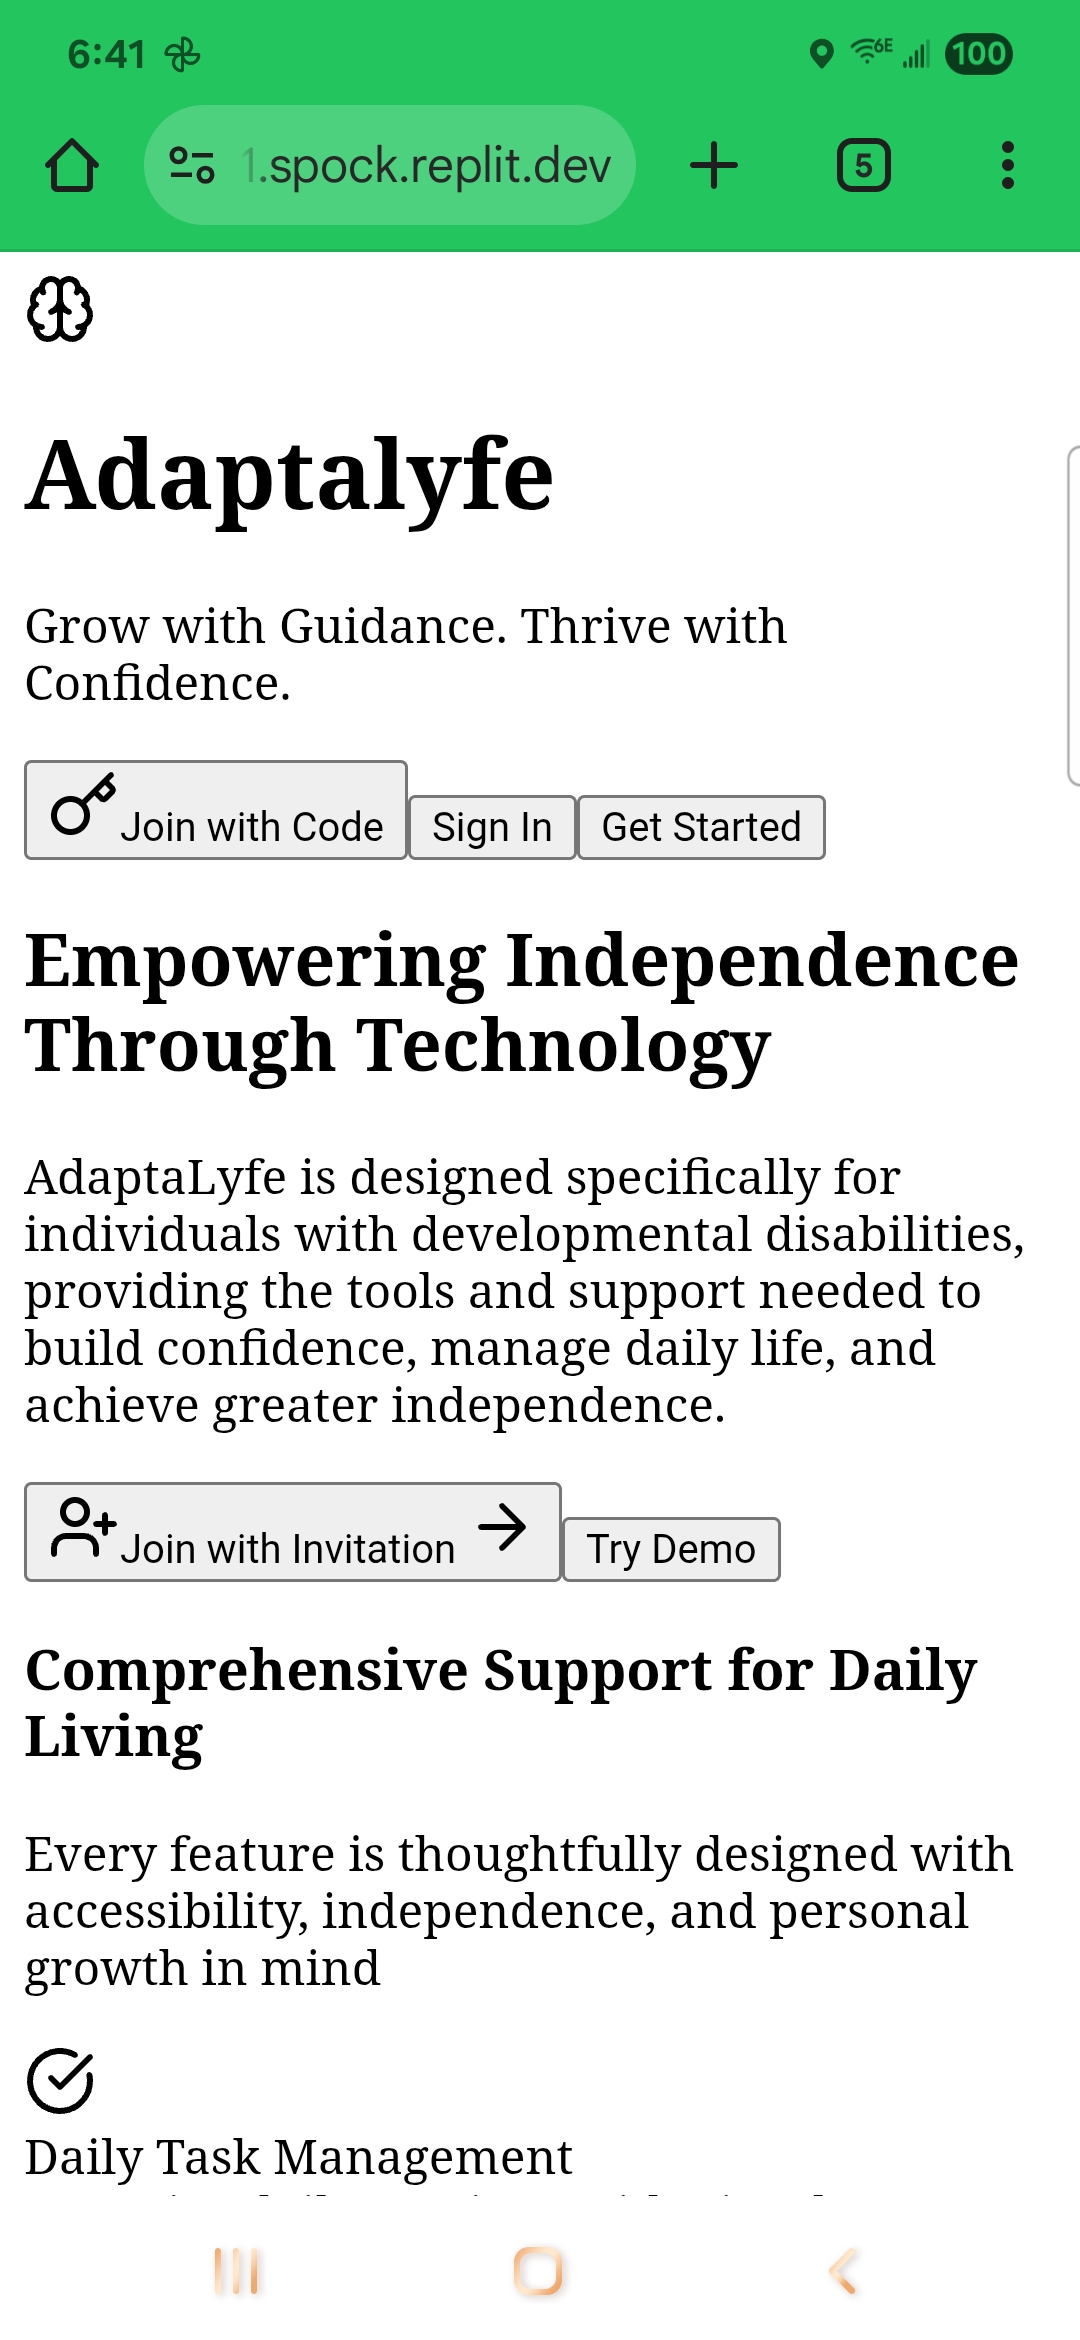 6:41
6E
100
1.spock.replit.dev
5
Adaptalyfe
Grow with Guidance. Thrive with
Confidence.
Join with Code
Sign In
Get Started
Empowering Independence
Through Technology
AdaptaLyfe is designed specifically for
individuals with developmental disabilities,
providing the tools and support needed to
build confidence, manage daily life, and
achieve greater independence.
Join with Invitation
Try Demo
Comprehensive Support for Daily
Living
Every feature is thoughtfully designed with
accessibility, independence, and personal
growth in mind
Daily Task Management